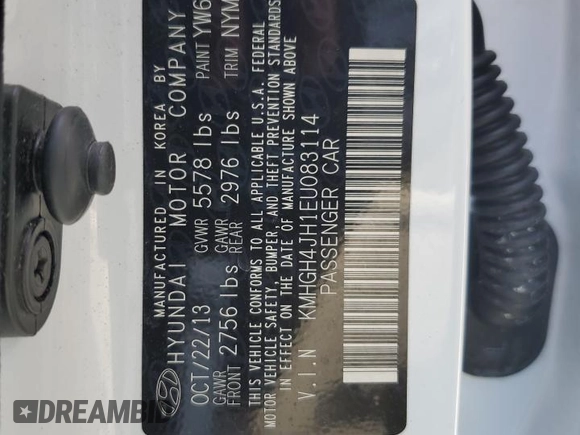 MANUFACTURED IN KOREA BY
HYUNDAI MOTOR COMPANY
OCT/22/13 GVWR 5578 lbs PAINT YW6
GAWR FRONT 2756 lbs GAWR REAR 2976 lbs TRIM NYM
THIS VEHICLE CONFORMS TO ALL APPLICABLE U.S.A. FEDERAL
MOTOR VEHICLE SAFETY, BUMPER, AND THEFT PREVENTION STANDARDS
IN EFFECT ON THE DATE OF MANUFACTURE SHOWN ABOVE
V.I.N KMHGH4JH1EU083114
PASSENGER CAR
DREAMBID